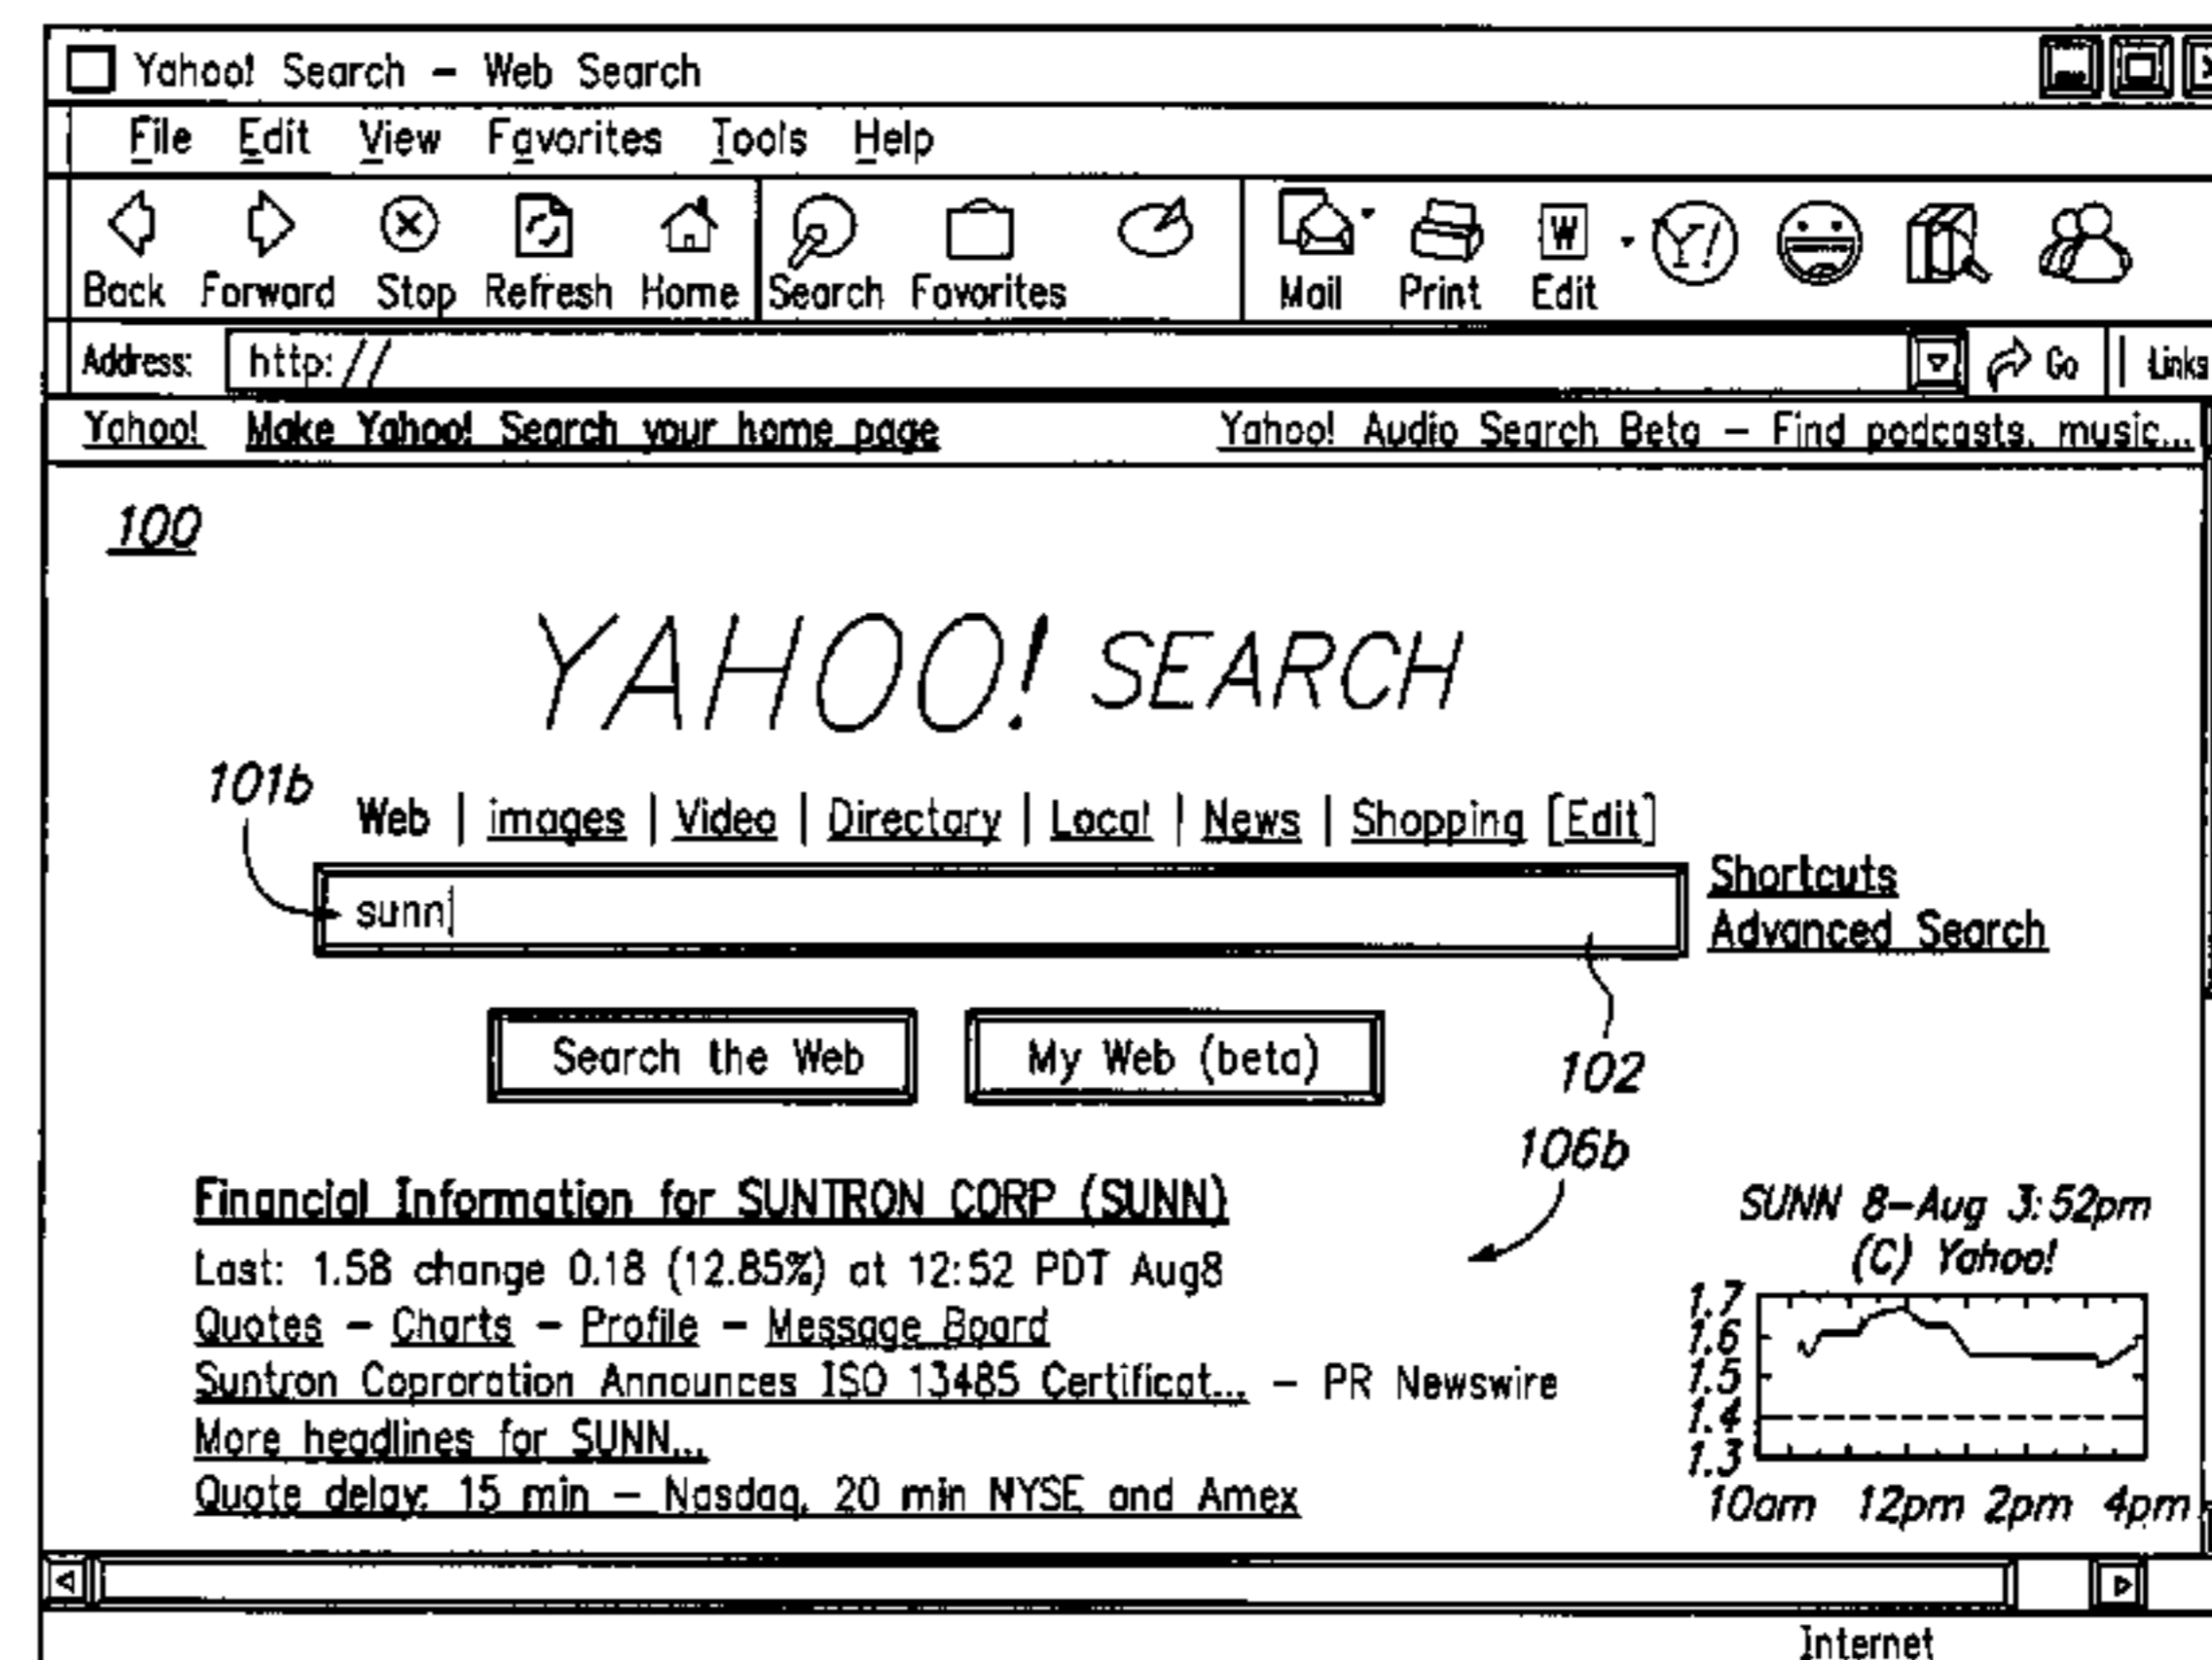 Yahoo! Search - Web Search
File Edit View Favorites Tools Help
Y!
W
Back Forward Stop Refresh Home Search Favorites Mail Print Edit
Address: http:// Go Links
Yahoo! Make Yahoo! Search your home page Yahoo! Audio Search Beta - Find podcasts, music...
100
YAHOO! SEARCH
101b
Web | images | Video | Directory | Local | News | Shopping [Edit]
sunn
Shortcuts
Advanced Search
Search the Web My Web (beta)
102
106b
Financial Information for SUNTRON CORP (SUNN)
Last: 1.58 change 0.18 (12.85%) at 12:52 PDT Aug8
Quotes - Charts - Profile - Message Board
Suntron Coproration Announces ISO 13485 Certificat... - PR Newswire
More headlines for SUNN...
Quote delay: 15 min - Nasdaq, 20 min NYSE and Amex
SUNN 8-Aug 3:52pm
(C) Yahoo!
1.7
1.6
1.5
1.4
1.3
10am 12pm 2pm 4pm
Internet